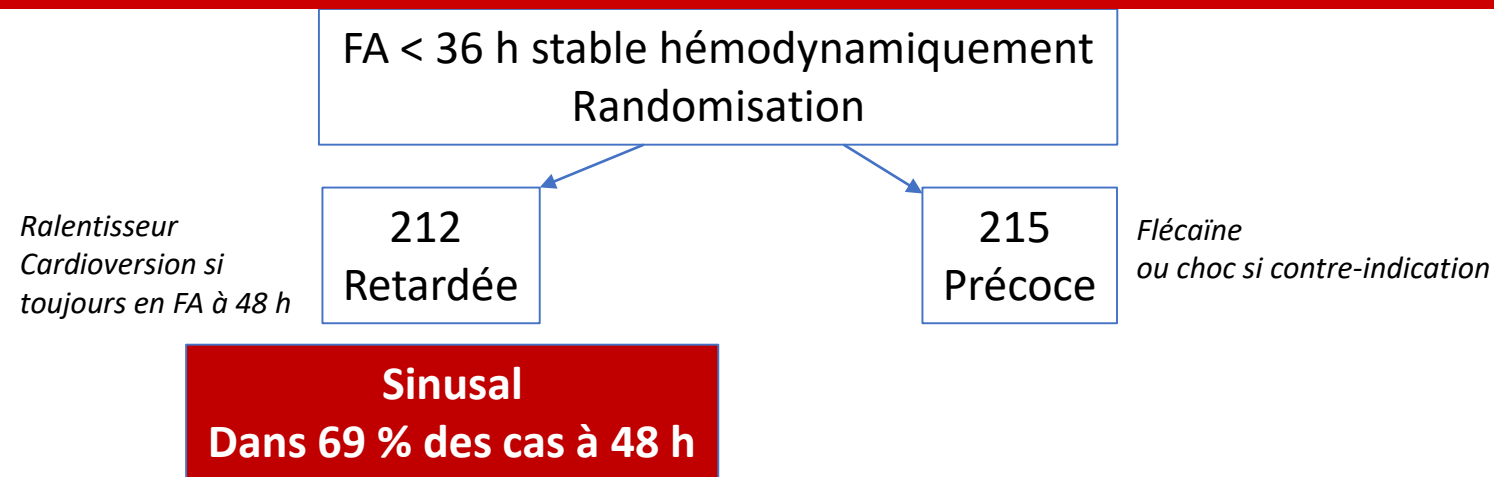 FA < 36 h stable hémodynamiquement
Randomisation
Ralentisseur
Cardioversion si
toujours en FA à 48 h
212
Retardée
215
Précoce
Flécaïne
ou choc si contre-indication
Sinusal
Dans 69 % des cas à 48 h